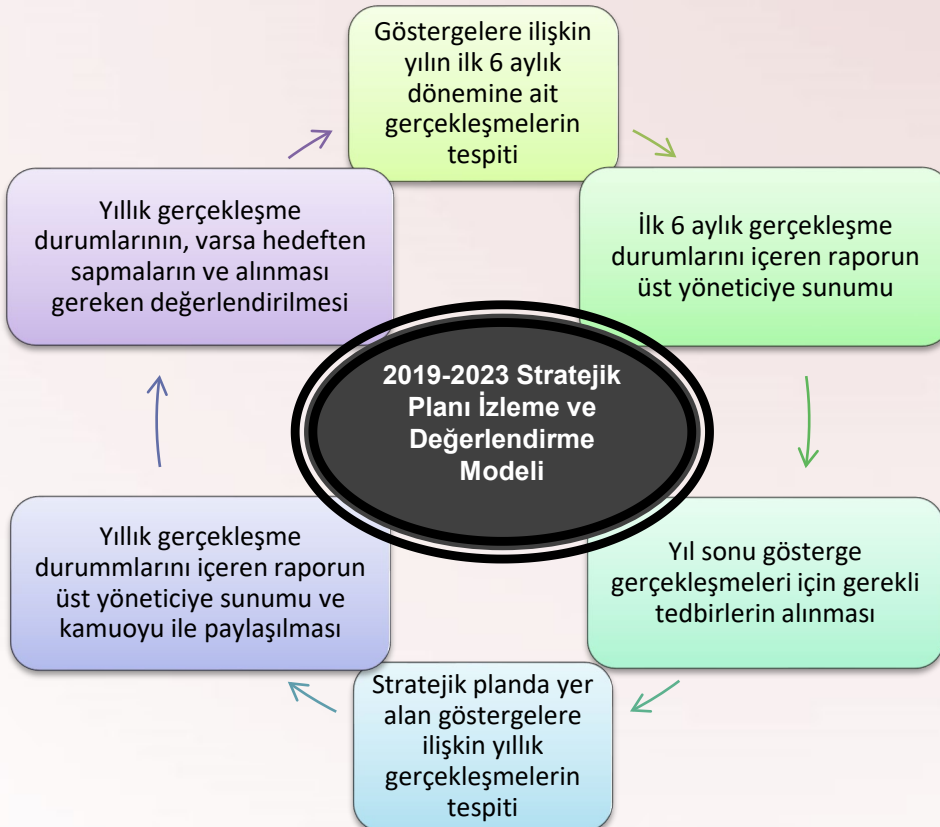 Göstergelere ilişkin
yılın ilk 6 aylık
dönemine ait
gerçekleşmelerin
tespiti
İlk 6 aylık gerçekleşme
durumlarını içeren raporun
üst yöneticiye sunumu
Yıl sonu gösterge
gerçekleşmeleri için gerekli
tedbirlerin alınması
Stratejik planda yer
alan göstergelere
ilişkin yıllık
gerçekleşmelerin
tespiti
Yıllık gerçekleşme
durummlarını içeren raporun
üst yöneticiye sunumu ve
kamuoyu ile paylaşılması
Yıllık gerçekleşme
durumlarının, varsa hedeften
sapmaların ve alınması
gereken değerlendirilmesi
2019-2023 Stratejik
Planı İzleme ve
Değerlendirme
Modeli